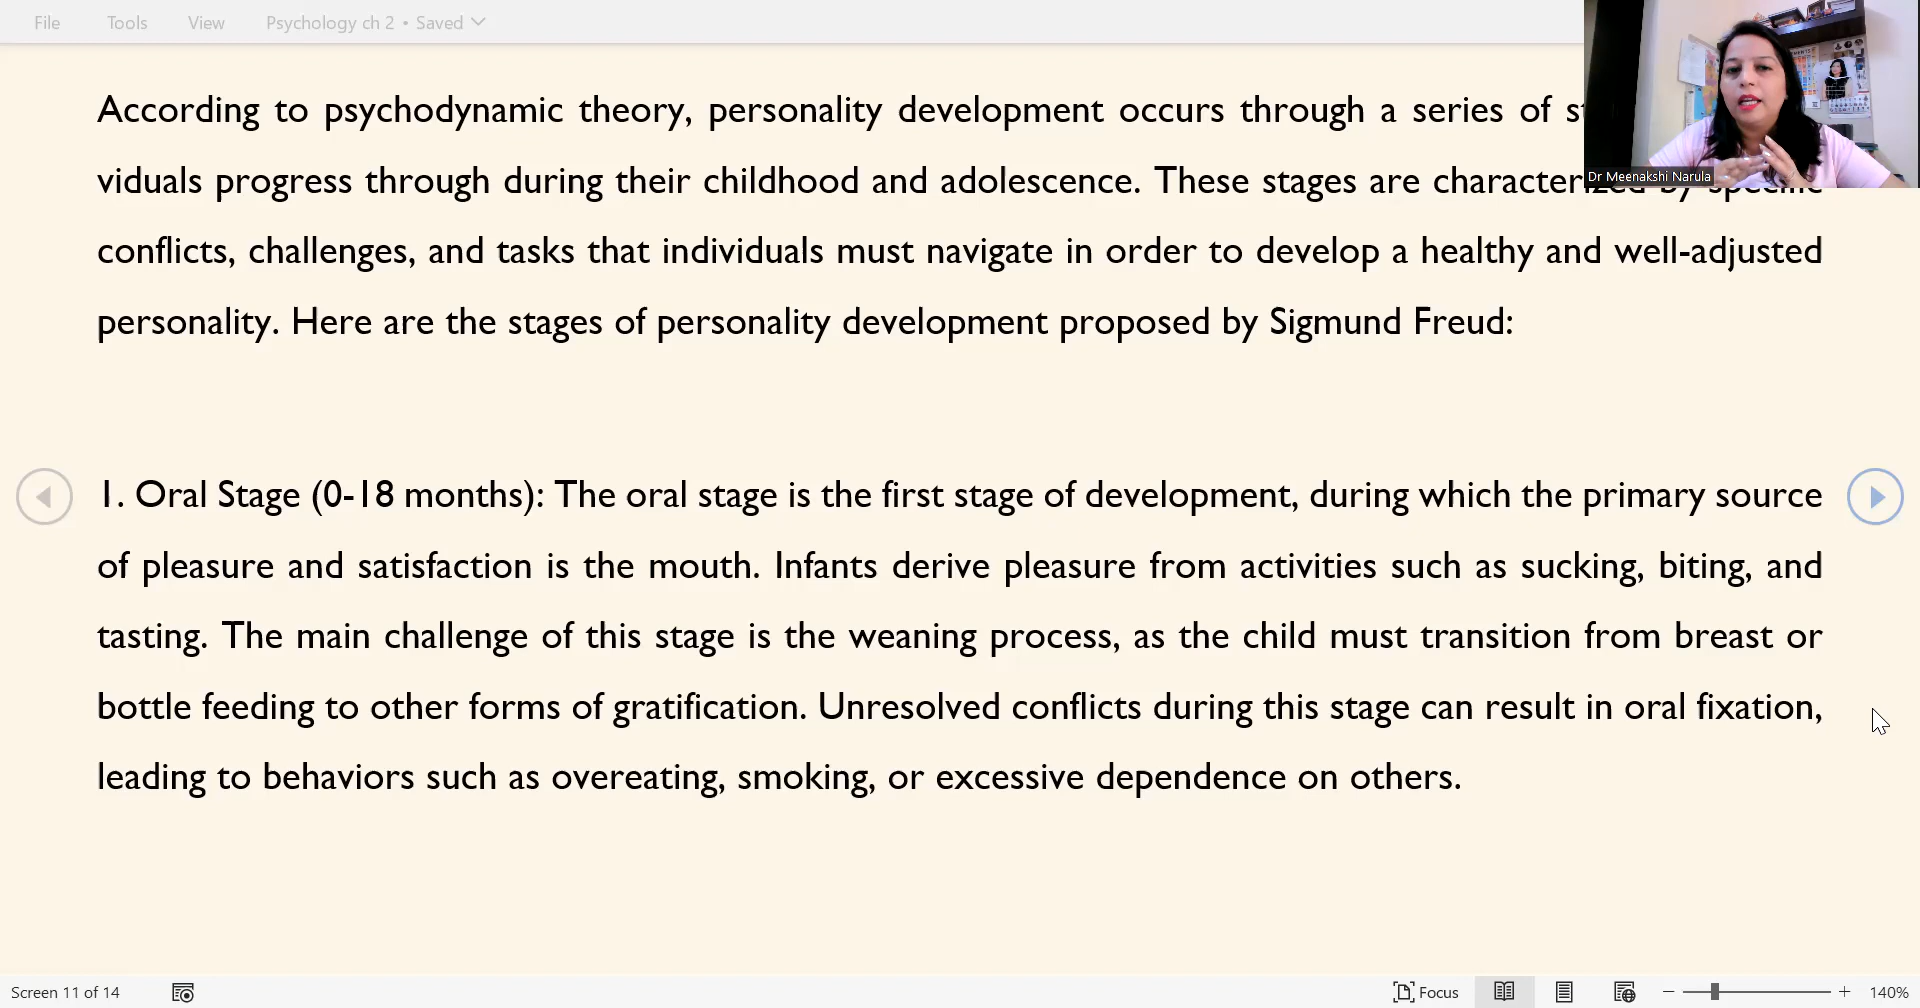 File Tools View Psychology ch 2 • Saved
According to psychodynamic theory, personality development occurs through a series of
viduals progress through during their childhood and adolescence. These stages are characterized by specific
conflicts, challenges, and tasks that individuals must navigate in order to develop a healthy and well-adjusted
personality. Here are the stages of personality development proposed by Sigmund Freud:
Dr Meenakshi Narula
1. Oral Stage (0-18 months): The oral stage is the first stage of development, during which the primary source
of pleasure and satisfaction is the mouth. Infants derive pleasure from activities such as sucking, biting, and
tasting. The main challenge of this stage is the weaning process, as the child must transition from breast or
bottle feeding to other forms of gratification. Unresolved conflicts during this stage can result in oral fixation,
leading to behaviors such as overeating, smoking, or excessive dependence on others.
Screen 11 of 14 Focus 140%